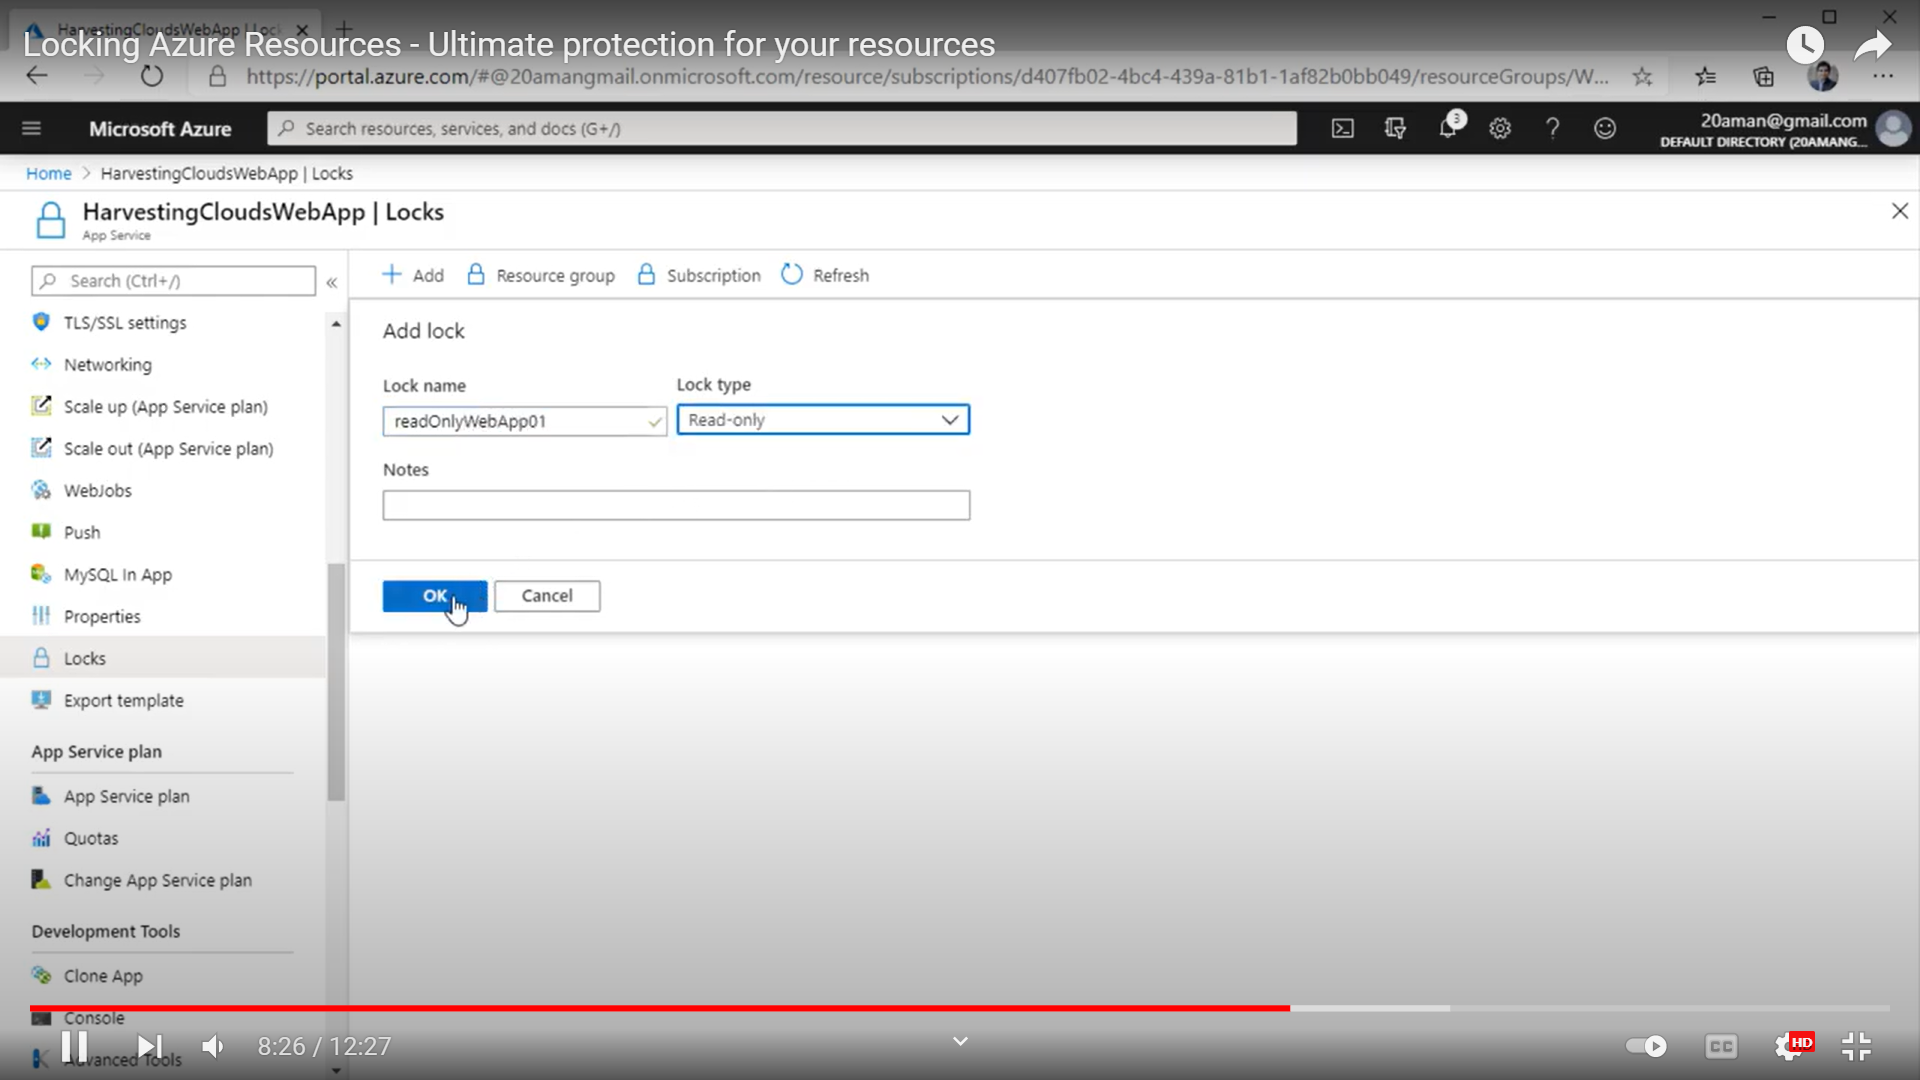 HarvestingCloudsWebApp | Lock
Locking Azure Resources - Ultimate protection for your resources
https://portal.azure.com/#@20amangmail.onmicrosoft.com/resource/subscriptions/d407fb02-4bc4-439a-81b1-1af82b0bb049/resourceGroups/W...
Microsoft Azure
Search resources, services, and docs (G+/)
3
20aman@gmail.com
DEFAULT DIRECTORY (20AMANG...
Home > HarvestingCloudsWebApp | Locks
HarvestingCloudsWebApp | Locks
App Service
Search (Ctrl+/)
«
Add
Resource group
Subscription
Refresh
TLS/SSL settings
Networking
Scale up (App Service plan)
Scale out (App Service plan)
WebJobs
Push
MySQL In App
Properties
Locks
Export template
App Service plan
App Service plan
Quotas
Change App Service plan
Development Tools
Clone App
Console
Advanced Tools
Add lock
Lock name
Lock type
readOnlyWebApp01
Read-only
Notes
OK
Cancel
8:26 / 12:27
CC
HD